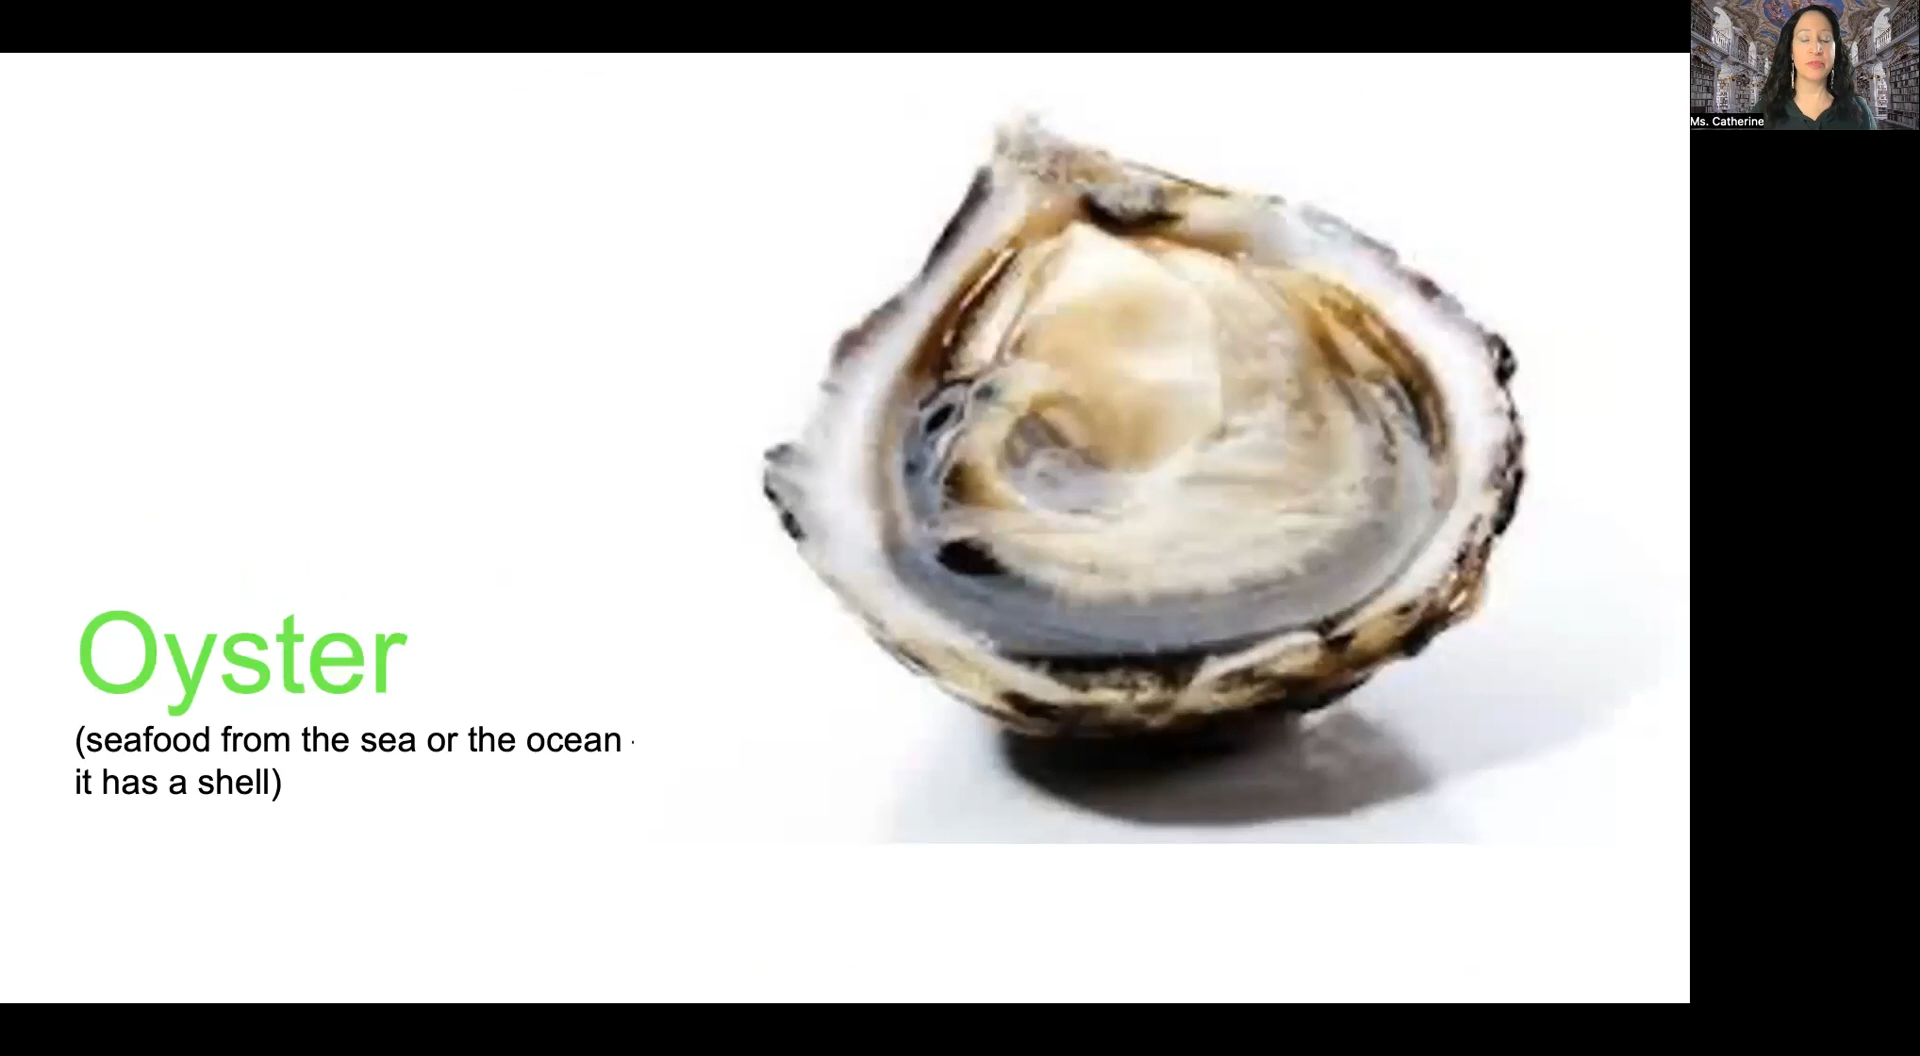 Ms. Catherine
Oyster
(seafood from the sea or the ocean -
it has a shell)